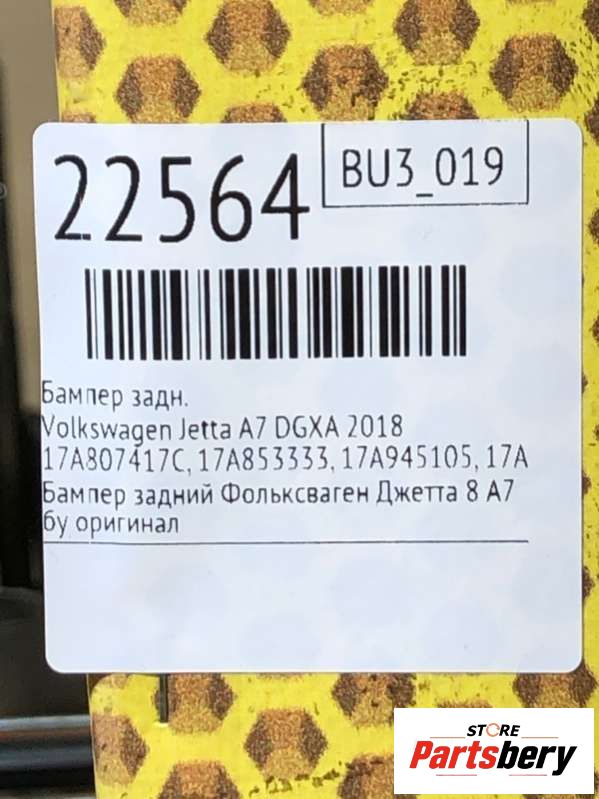 22564
BU3_019
Бампер задн.
Volkswagen Jetta A7 DGXA 2018
17A807417C, 17A853333, 17A945105, 17A
Бампер задний Фольксваген Джетта 8 А7
бу оригинал
STORE
Partsbery